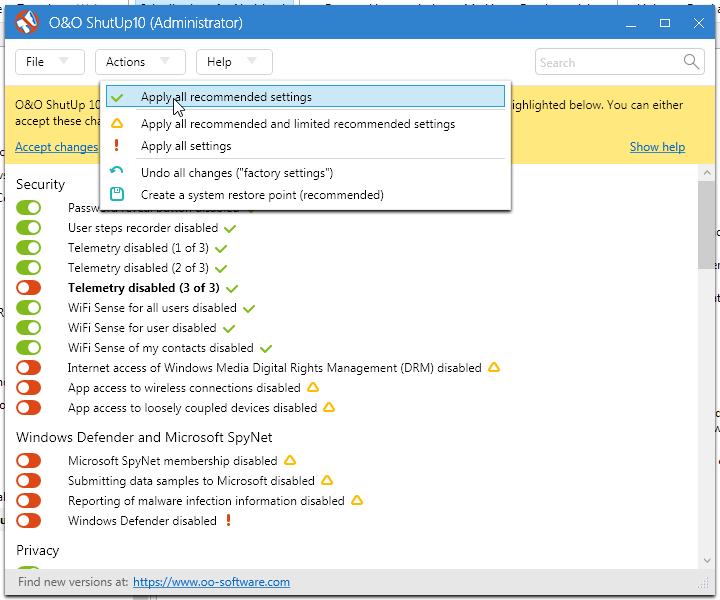 O&O ShutUp10 (Administrator)
File
Actions
Help
Search
Apply all recommended settings
Apply all recommended and limited recommended settings
Apply all settings
Undo all changes ("factory settings")
Create a system restore point (recommended)
O&O ShutUp 10
highlighted below. You can either
accept these
Accept changes
Show help
Security
Password reveal button disabled
User steps recorder disabled
Telemetry disabled (1 of 3)
Telemetry disabled (2 of 3)
Telemetry disabled (3 of 3)
WiFi Sense for all users disabled
WiFi Sense for user disabled
WiFi Sense of my contacts disabled
Internet access of Windows Media Digital Rights Management (DRM) disabled
App access to wireless connections disabled
App access to loosely coupled devices disabled
Windows Defender and Microsoft SpyNet
Microsoft SpyNet membership disabled
Submitting data samples to Microsoft disabled
Reporting of malware infection information disabled
Windows Defender disabled
Privacy
Find new versions at: https://www.oo-software.com